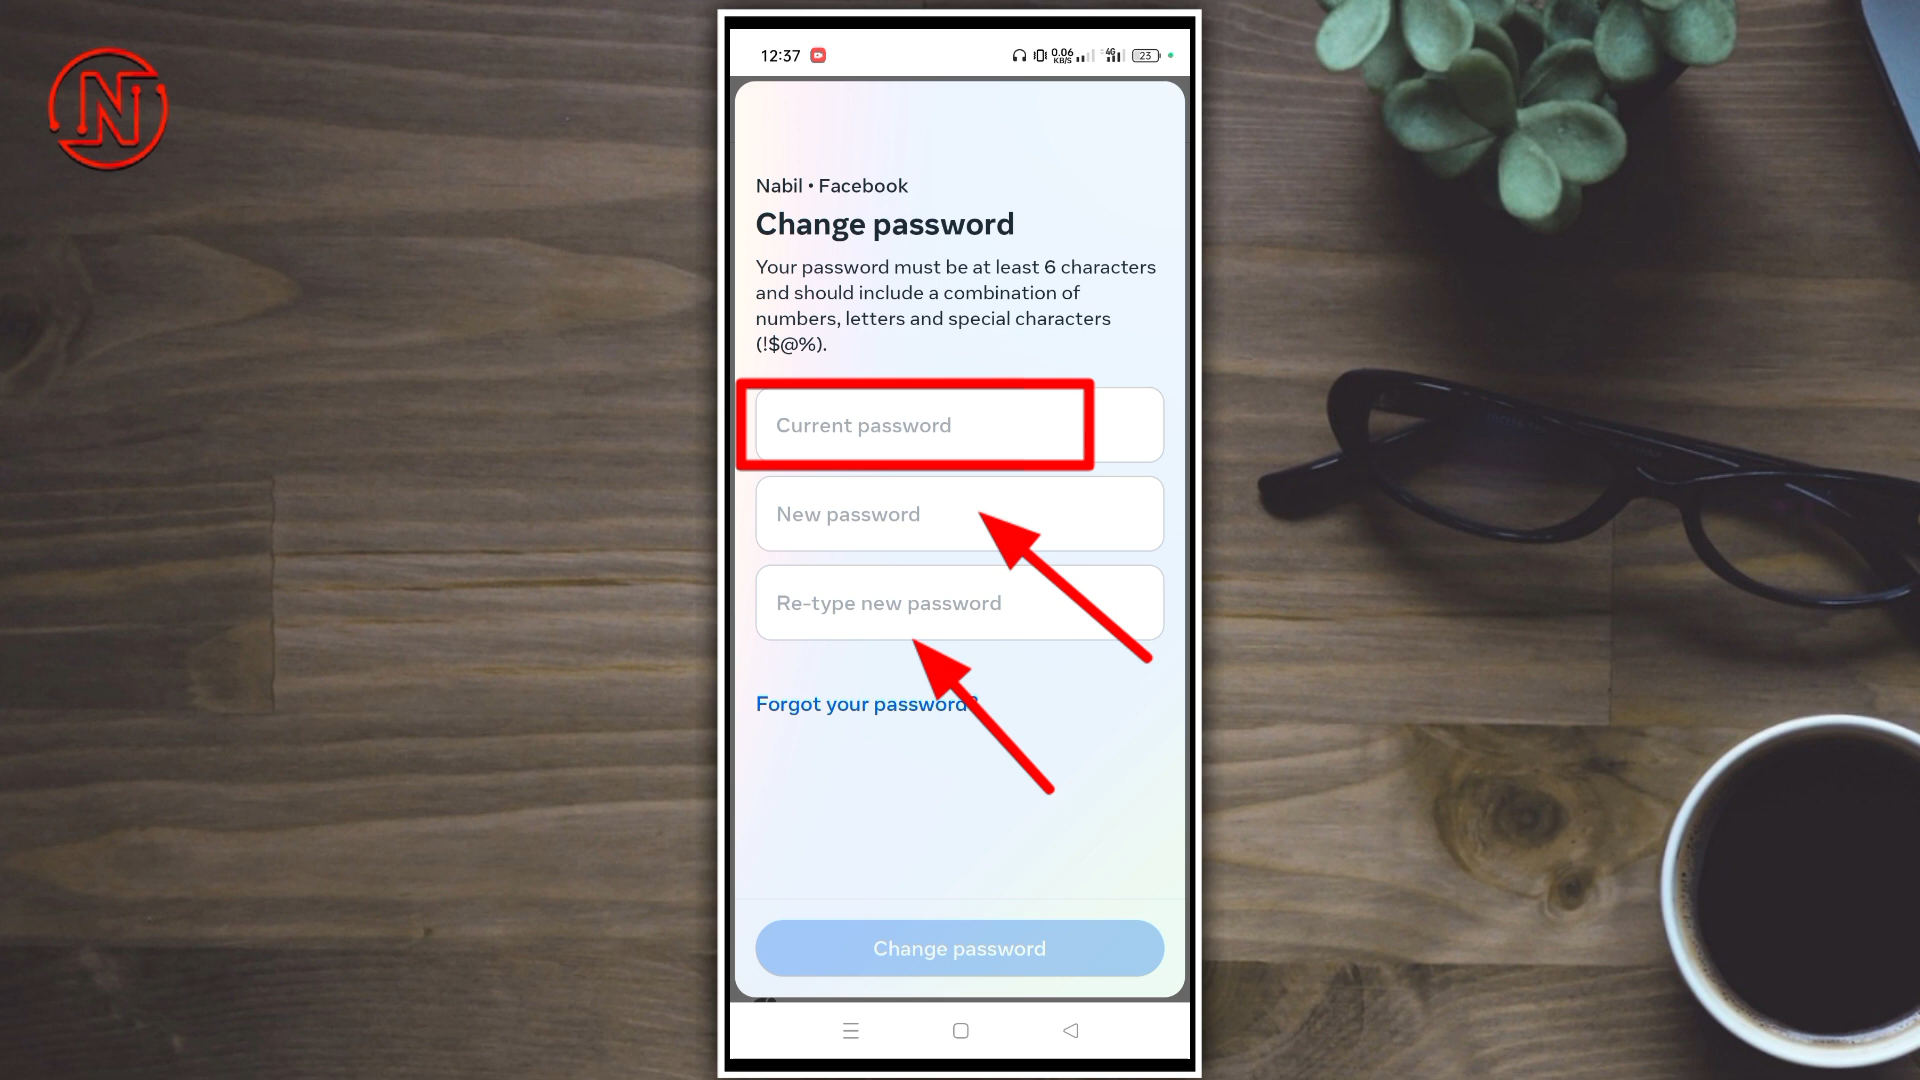 12:37 0.06 KB/S 4G 23
Nabil • Facebook
Change password
Your password must be at least 6 characters
and should include a combination of
numbers, letters and special characters
(!$@%).
Current password
New password
Re-type new password
Forgot your password?
Change password